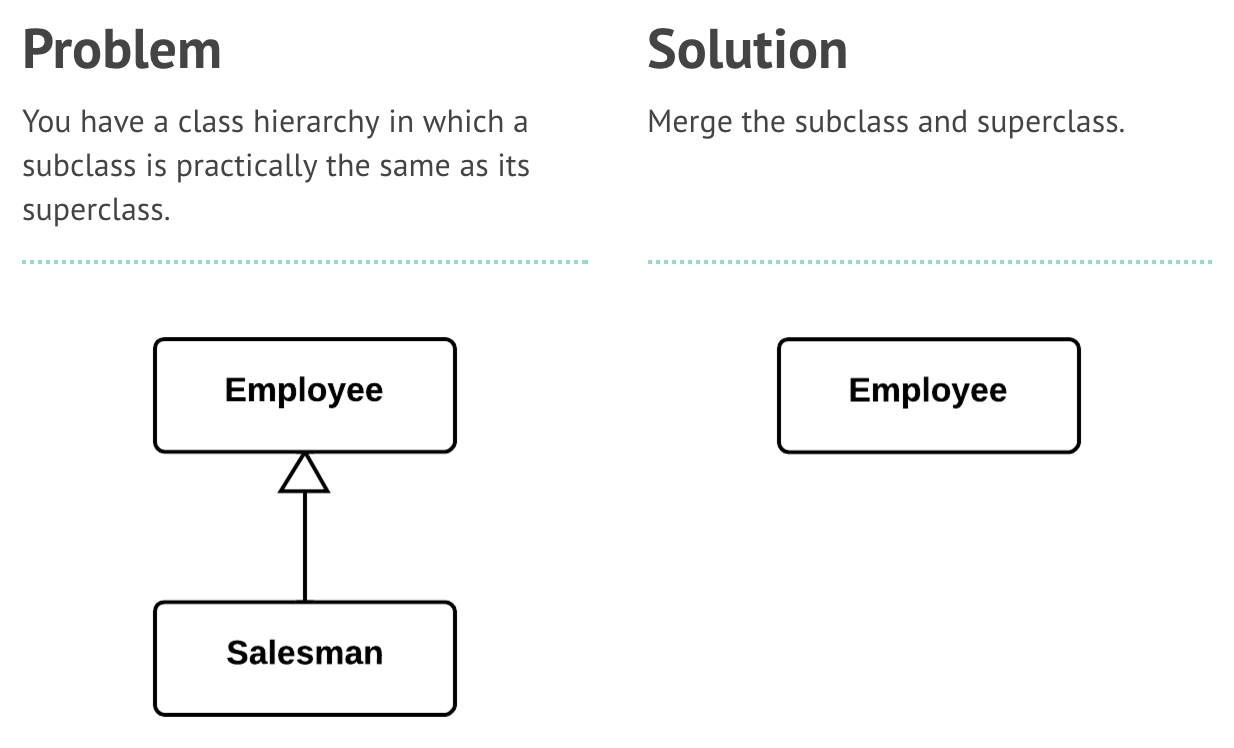 Problem
You have a class hierarchy in which a
subclass is practically the same as its
superclass.
Employee
Salesman
Solution
Merge the subclass and superclass.
Employee